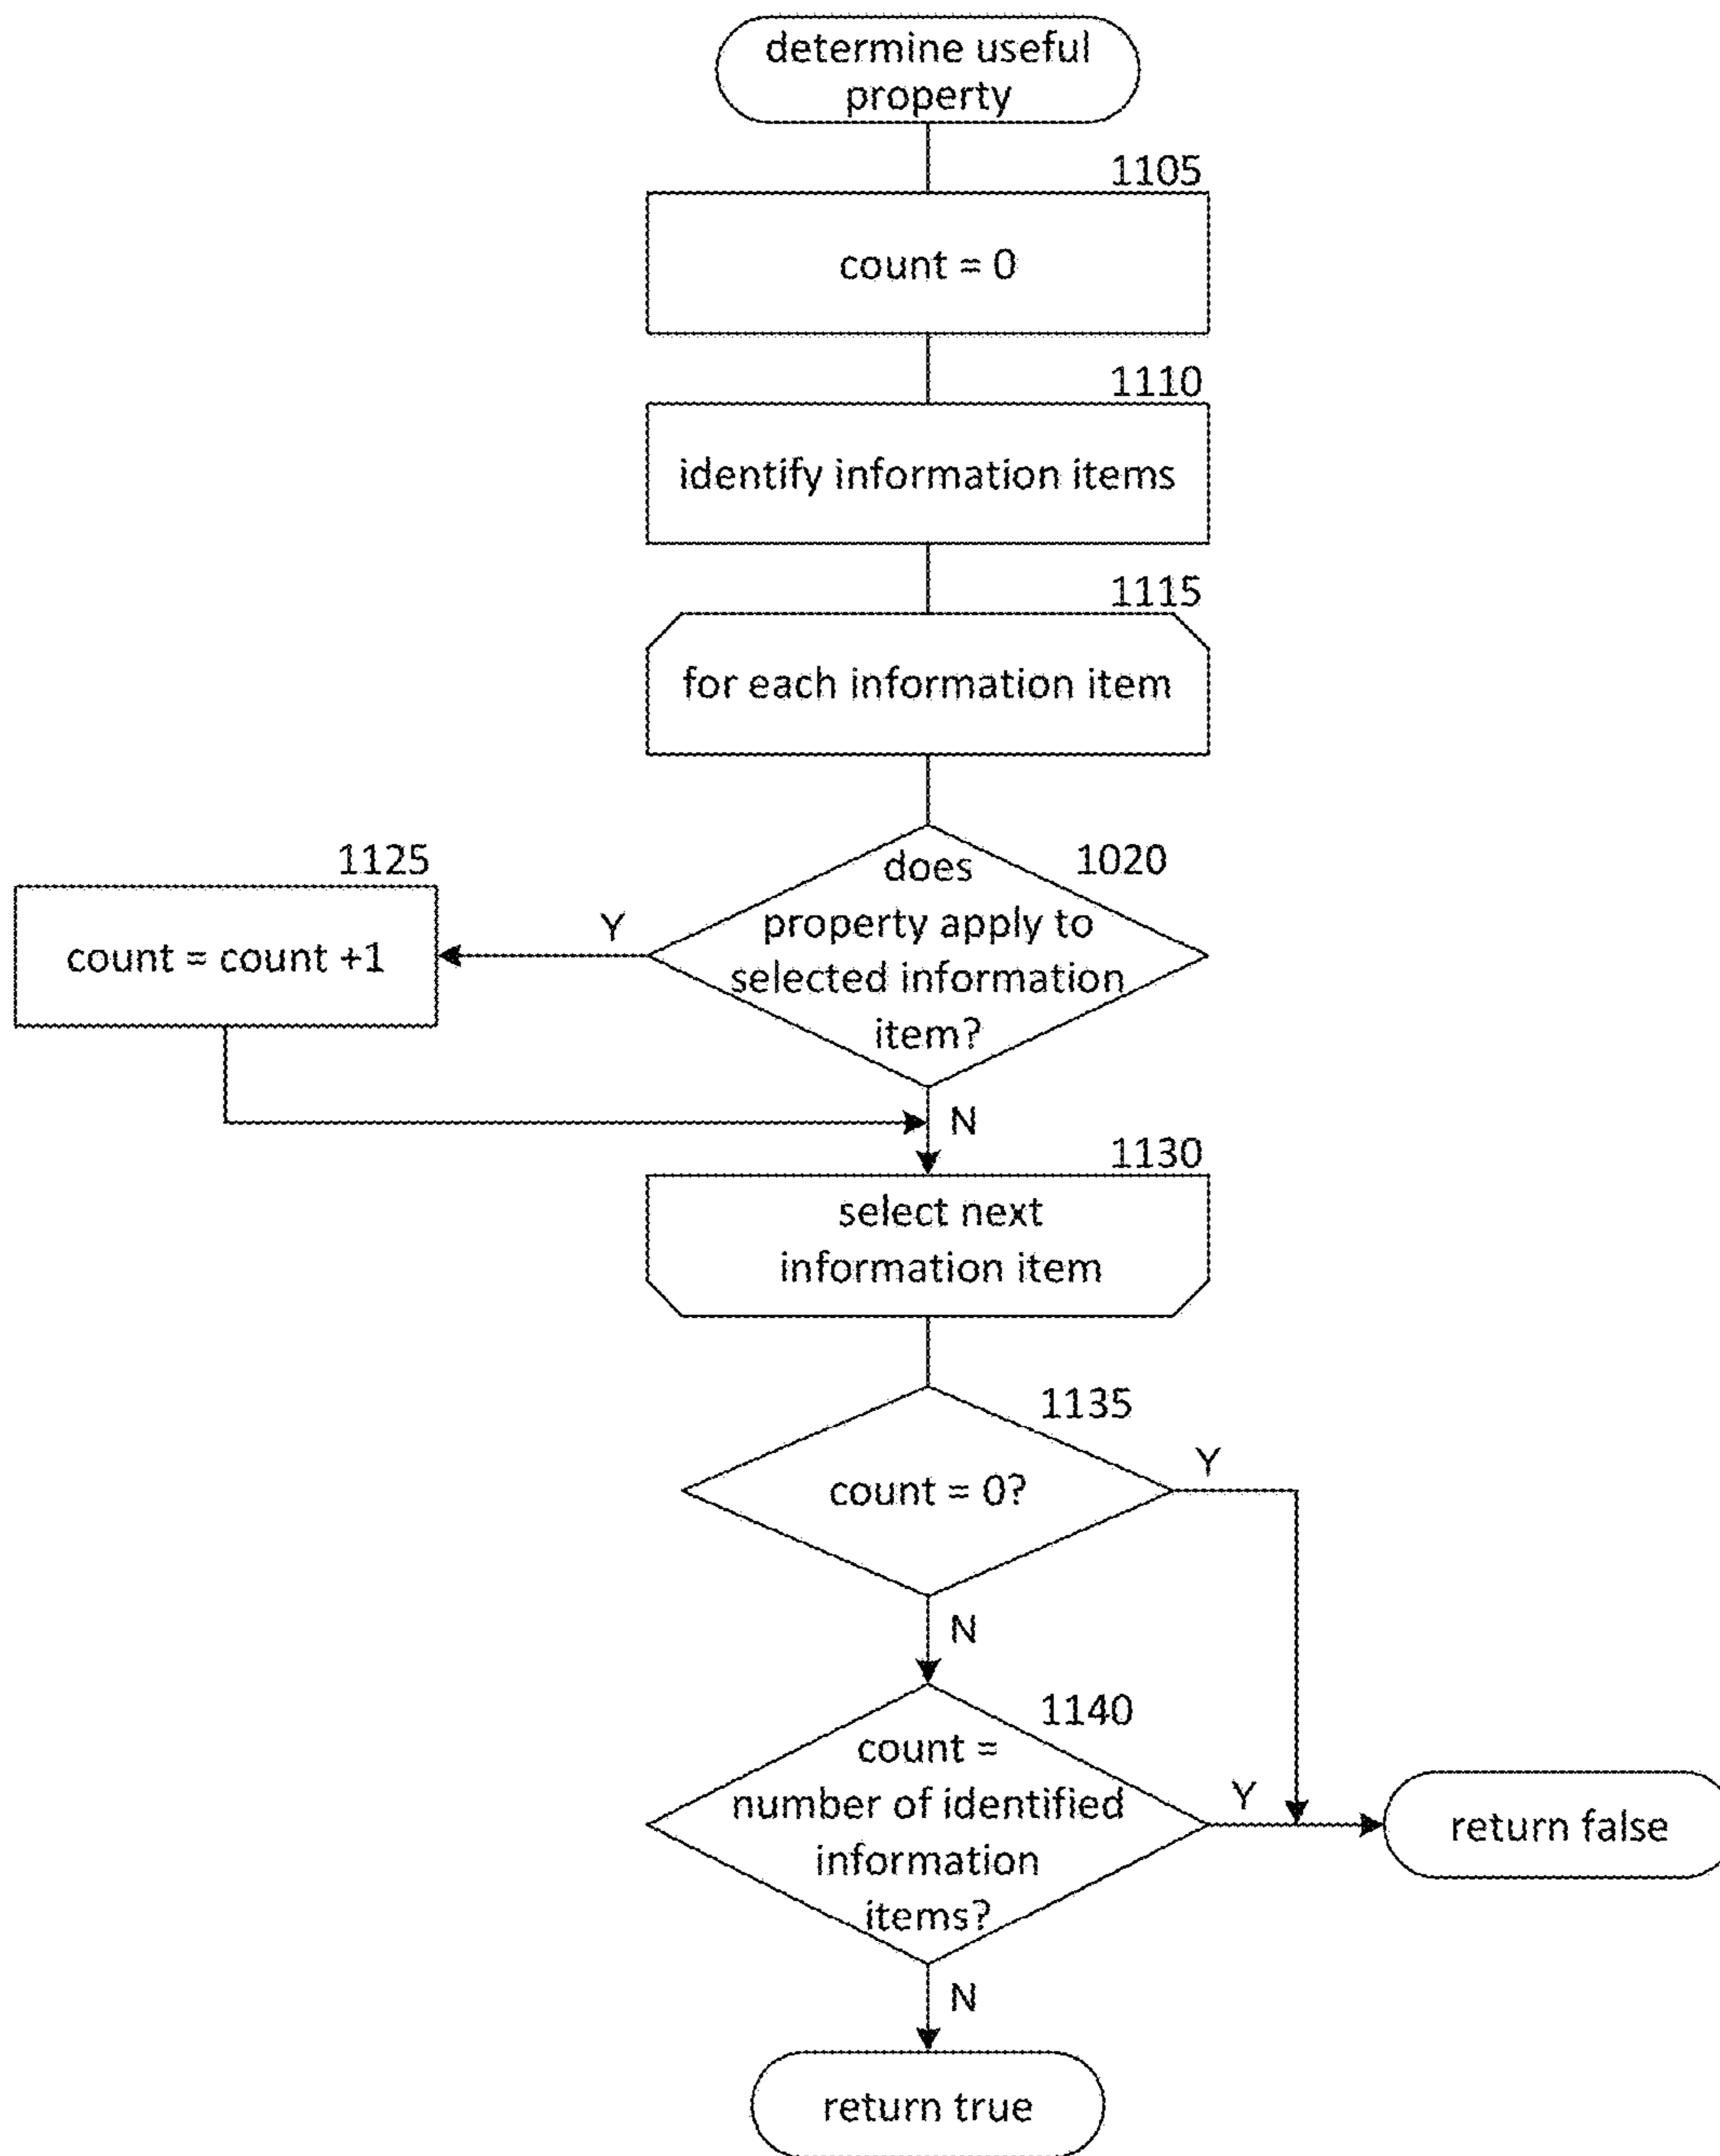 determine useful
property
1105
count = 0
1110
identify information items
1115
for each information item
1125
count = count +1
Y
1020
does
property apply to
selected information
item?
N
1130
select next
information item
1135
count = 0?
Y
N
1140
count =
number of identified
information
items?
Y
return false
N
return true